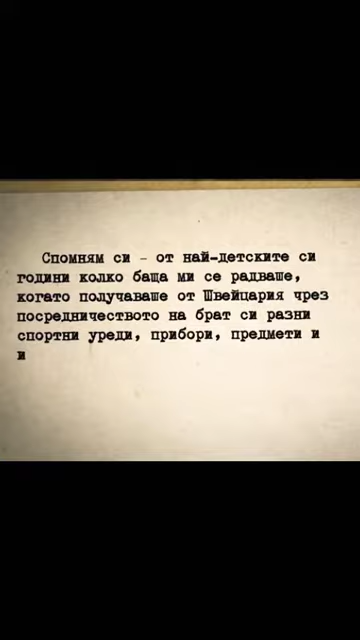 Спомням си - от най-детските си
години колко баща ми се радваше,
когато получаваше от Швейцария чрез
посредничеството на брат си разни
спортни уреди, прибори, предмети и
и